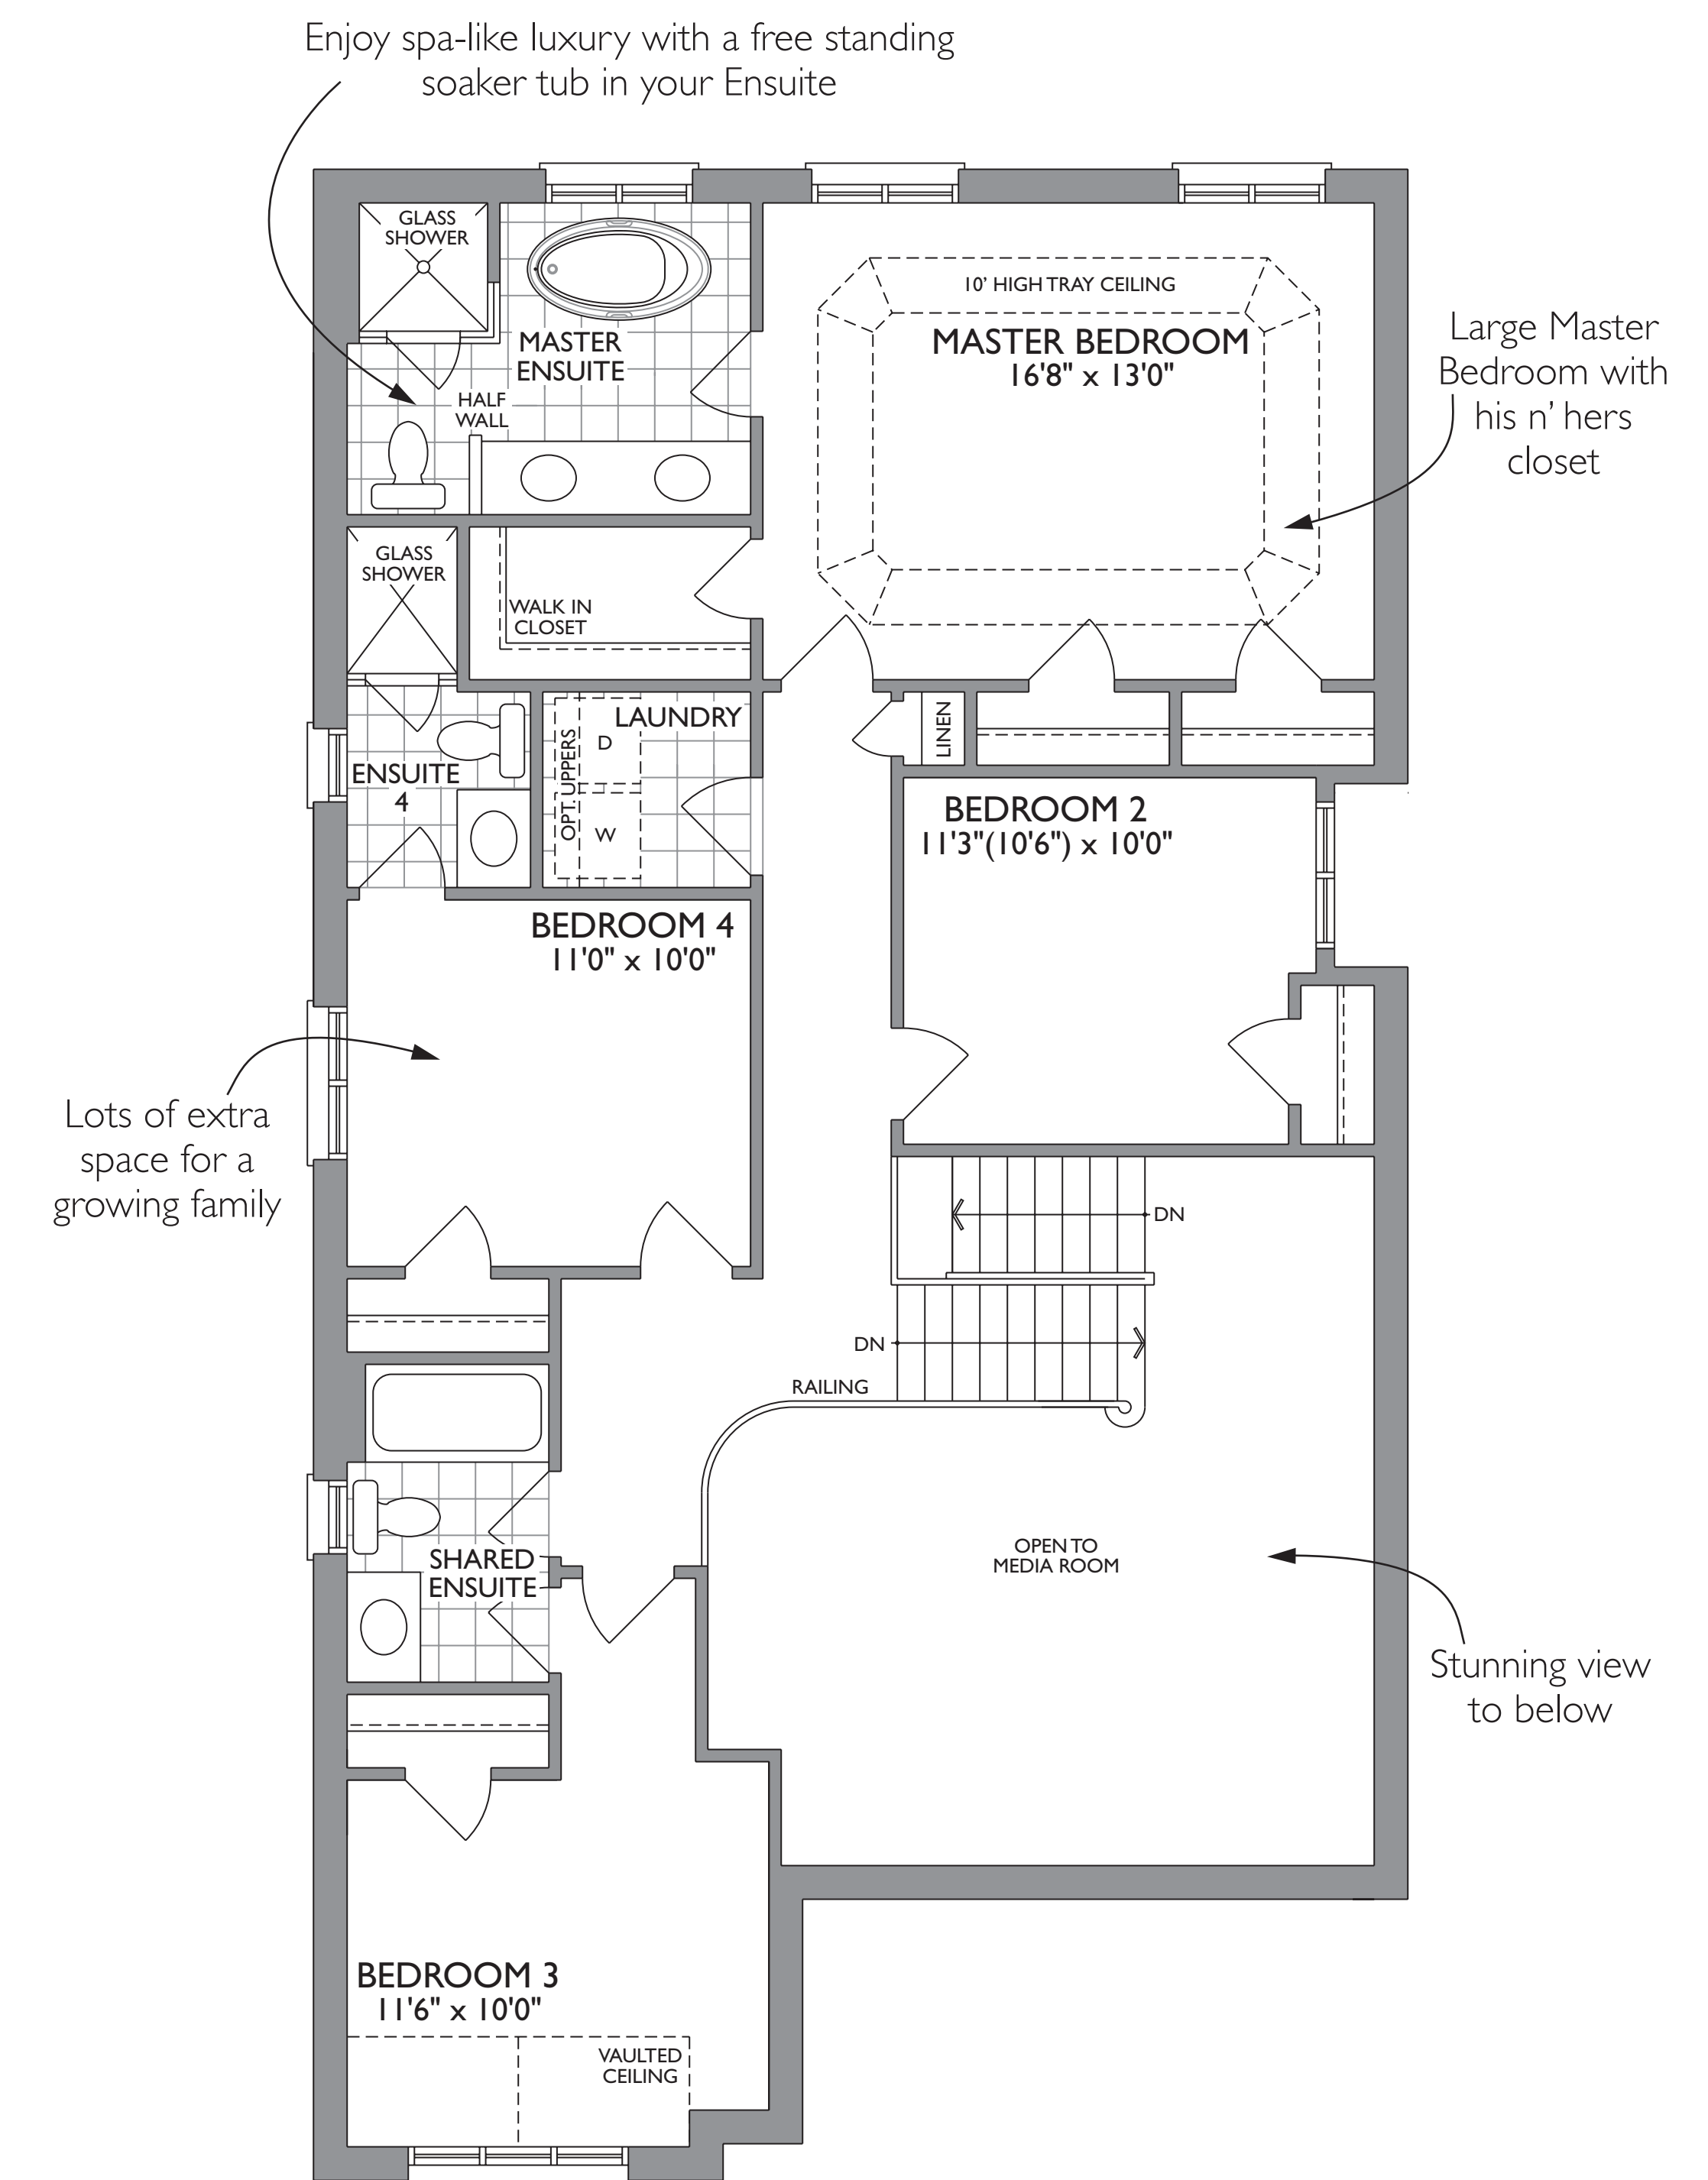 Enjoy spa-like luxury with a free standing
soaker tub in your Ensuite
GLASS
SHOWER
MASTER
ENSUITE
HALF
WALL
10' HIGH TRAY CEILING
MASTER BEDROOM
16'8" x 13'0"
Large Master
Bedroom with
his n' hers
closet
GLASS
SHOWER
WALK IN
CLOSET
LAUNDRY
OPT. UPPERS
D
W
LINEN
ENSUITE
4
BEDROOM 2
11'3"(10'6") x 10'0"
BEDROOM 4
11'0" x 10'0"
Lots of extra
space for a
growing family
DN
DN
RAILING
SHARED
ENSUITE
OPEN TO
MEDIA ROOM
Stunning view
to below
BEDROOM 3
11'6" x 10'0"
VAULTED
CEILING